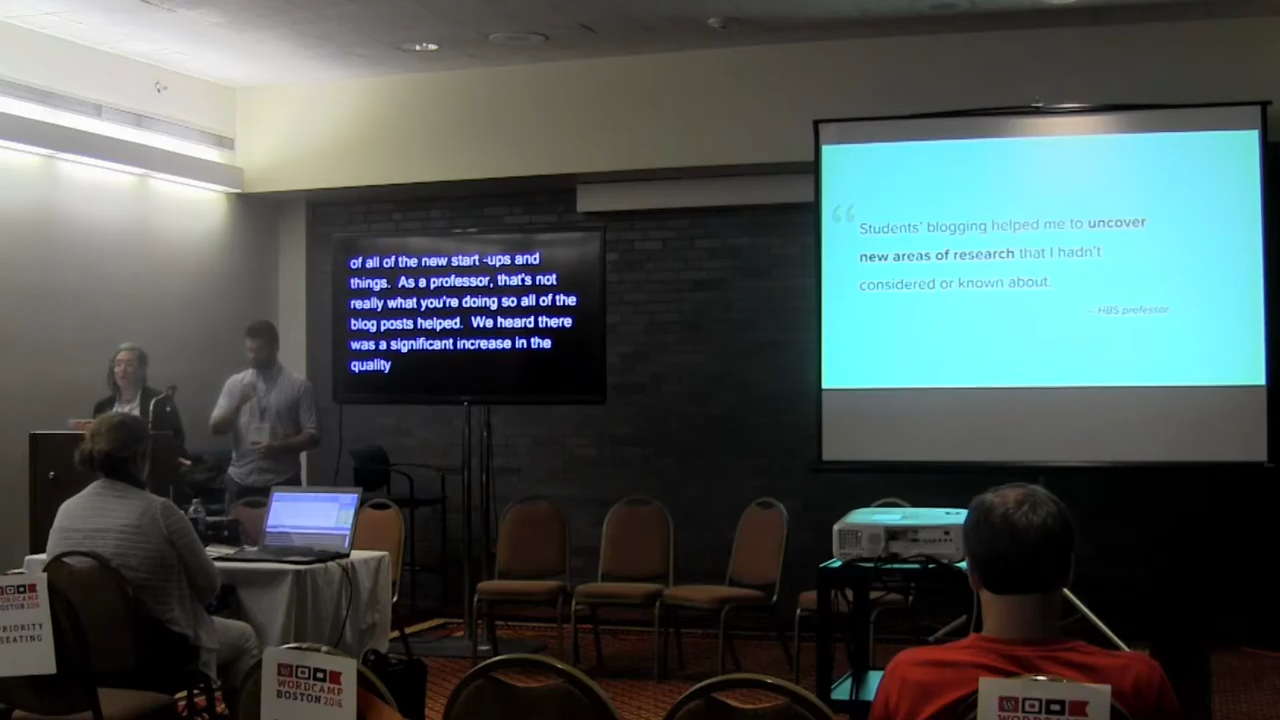 of all of the new start -ups and
things. As a professor, that's not
really what you're doing so all of the
blog posts helped. We heard there
was a significant increase in the
quality
“
Students' blogging helped me to uncover
new areas of research that I hadn't
considered or known about.
– HBS professor
WORDCAMP
BOSTON 2016
PRIORITY
SEATING
WORDCAMP
BOSTON 2016